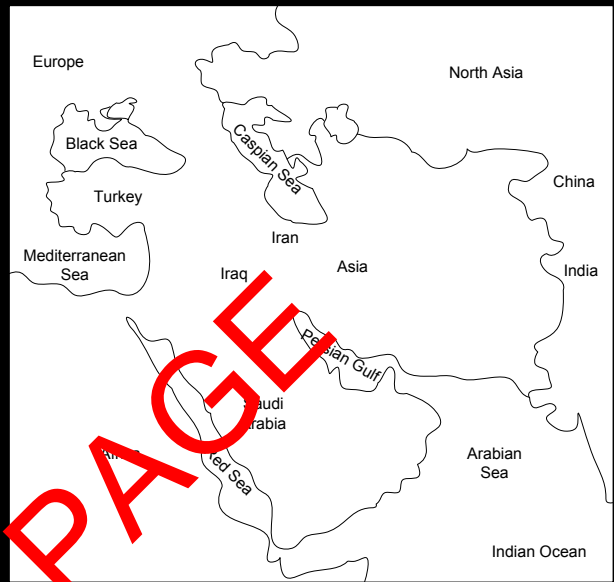 Europe
North Asia
Black Sea
Caspian Sea
China
Turkey
Iran
Mediterranean
Sea
Iraq
Asia
India
Persian Gulf
Saudi
Arabia
Africa
Red Sea
Arabian
Sea
Indian Ocean
PAGE